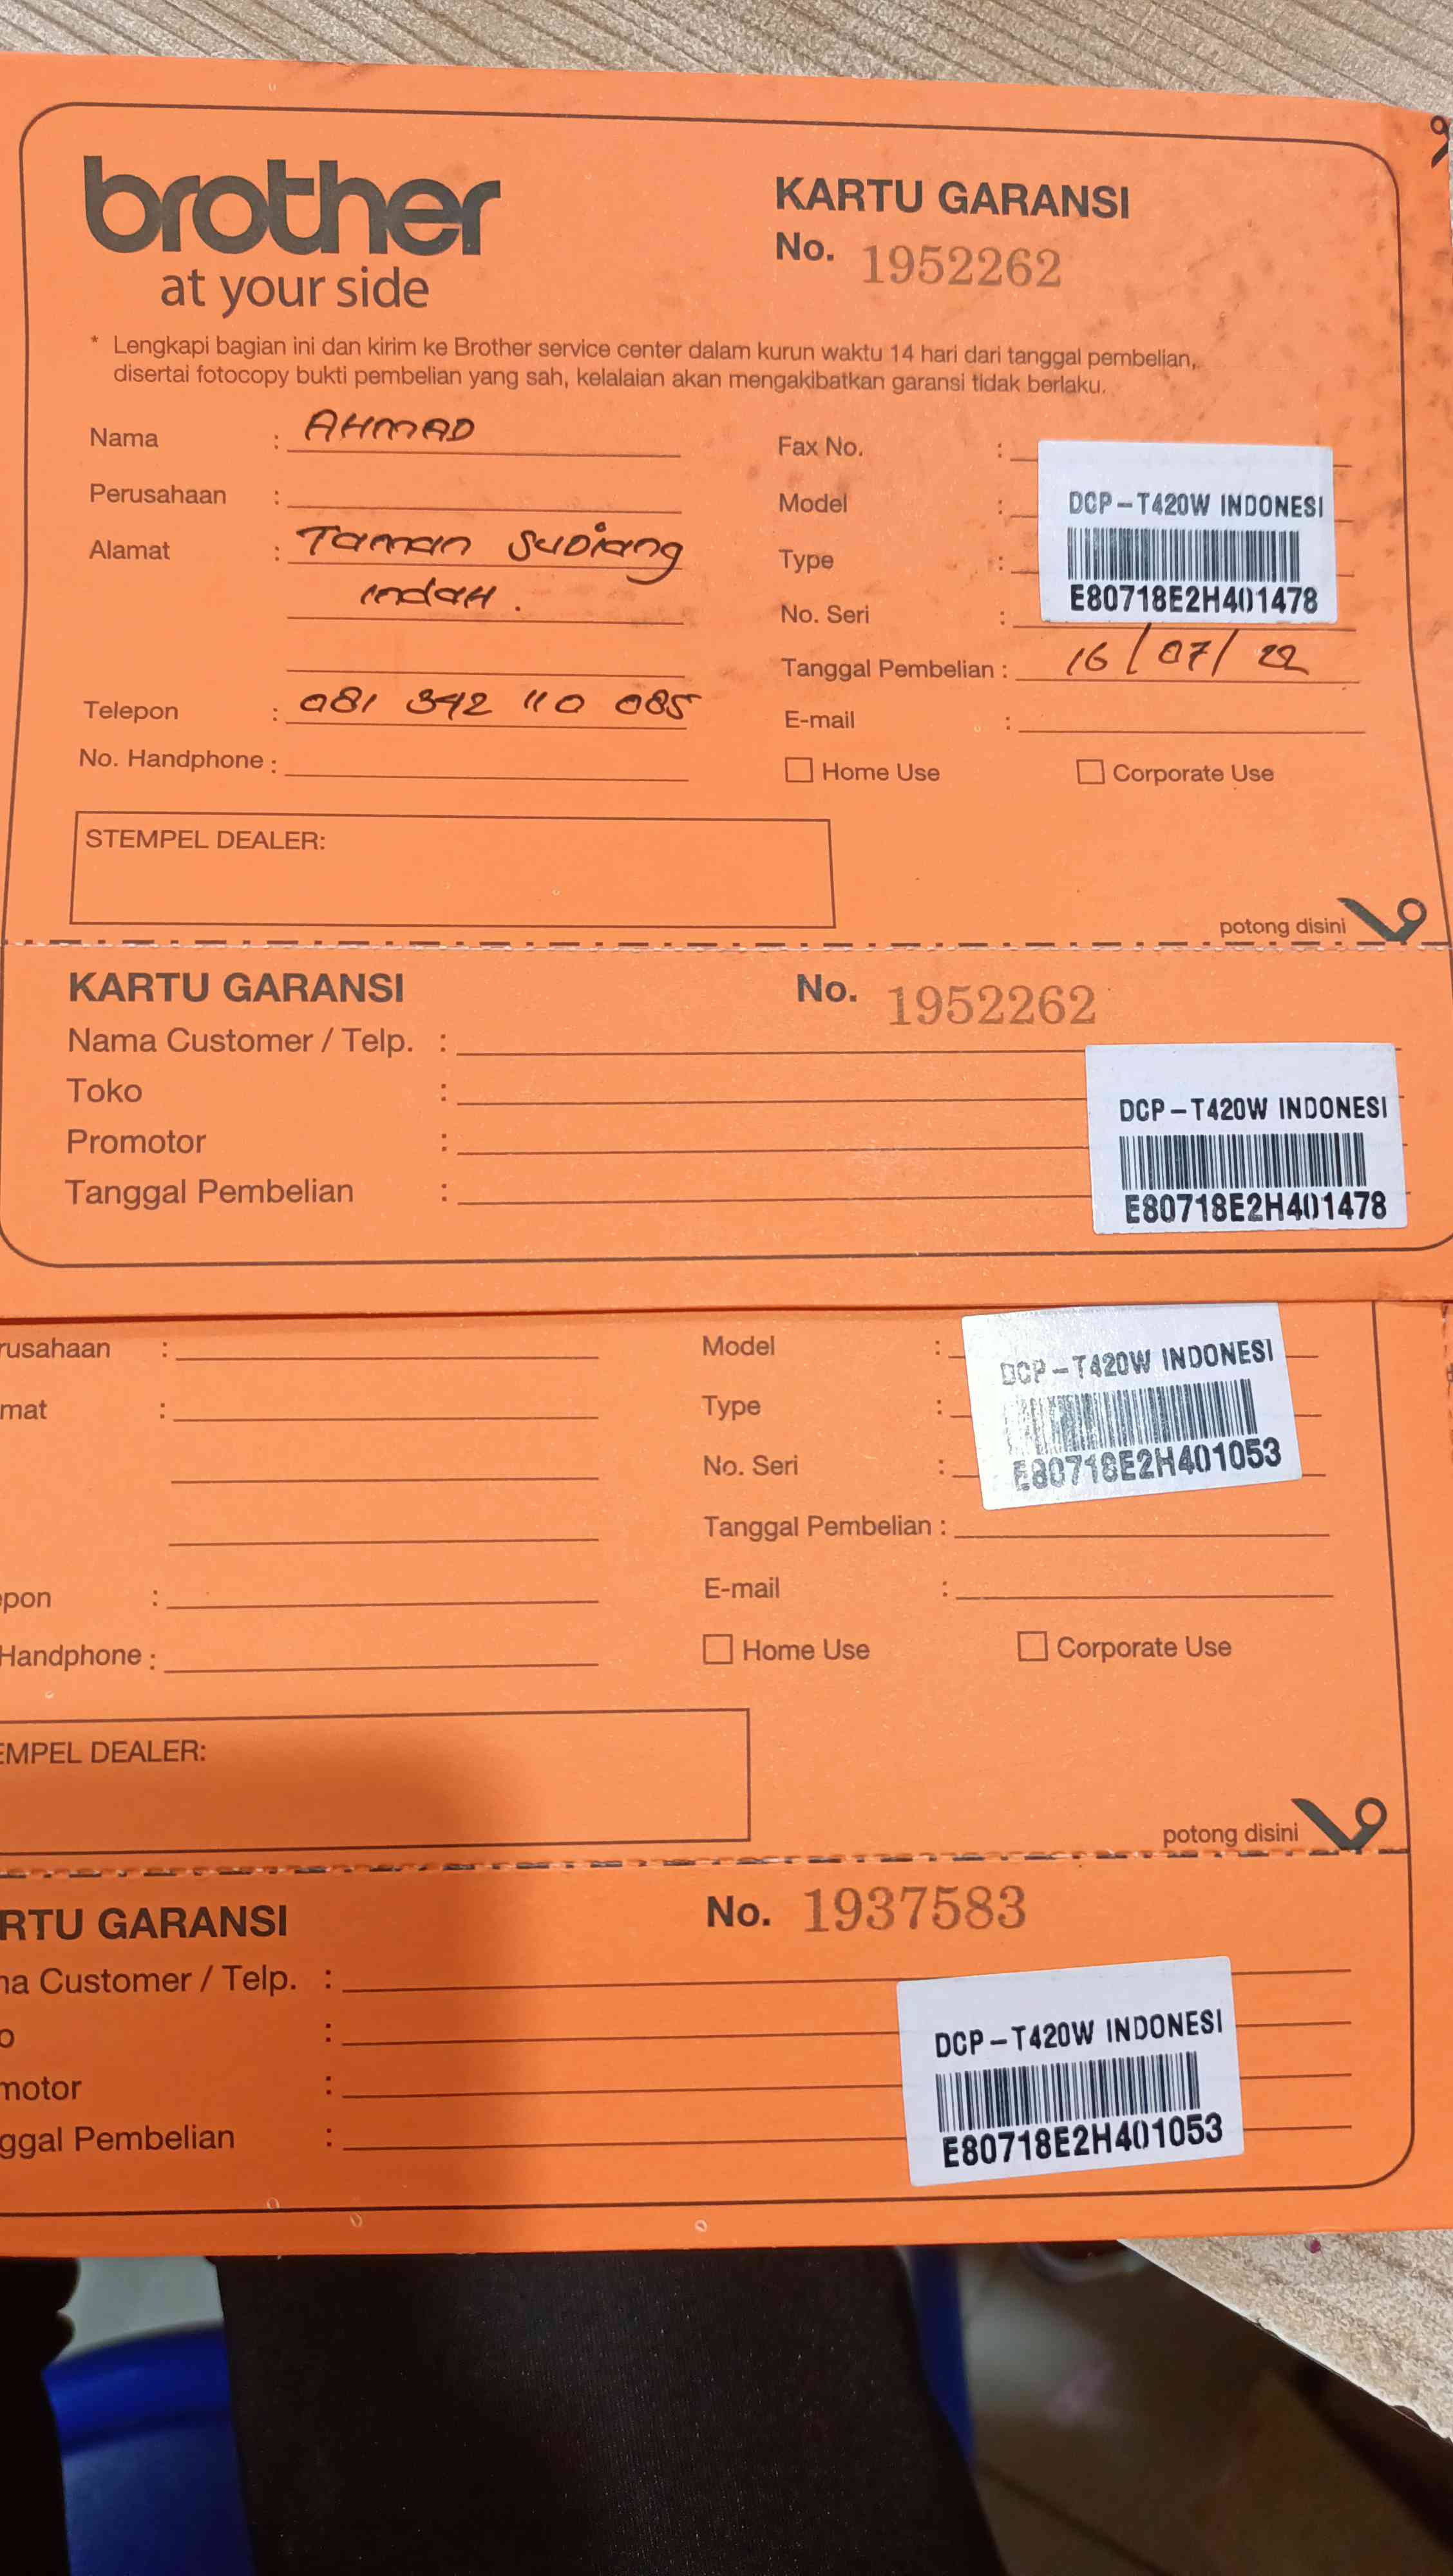 brother
at your side
KARTU GARANSI
No. 1952262
* Lengkapi bagian ini dan kirim ke Brother service center dalam kurun waktu 14 hari dari tanggal pembelian,
disertai fotocopy bukti pembelian yang sah, kelalaian akan mengakibatkan garansi tidak berlaku.
Nama : AHMAD
Perusahaan :
Alamat : Taman Sudiang
indah.
Telepon : 081 342 110 085
No. Handphone :
Fax No. :
Model : DCP-T420W INDONESI
Type :
No. Seri : E80718E2H401478
Tanggal Pembelian : 16/07/22
E-mail :
Home Use Corporate Use
STEMPEL DEALER:
potong disini
KARTU GARANSI No. 1952262
Nama Customer / Telp. :
Toko :
Promotor :
Tanggal Pembelian :
DCP-T420W INDONESI
E80718E2H401478
rusahaan :
mat :
pon :
Handphone :
Model : DCP-T420W INDONESI
Type :
No. Seri : E80718E2H401053
Tanggal Pembelian :
E-mail :
Home Use Corporate Use
EMPEL DEALER:
potong disini
RTU GARANSI No. 1937583
na Customer / Telp. :
o :
motor :
ggal Pembelian :
DCP-T420W INDONESI
E80718E2H401053